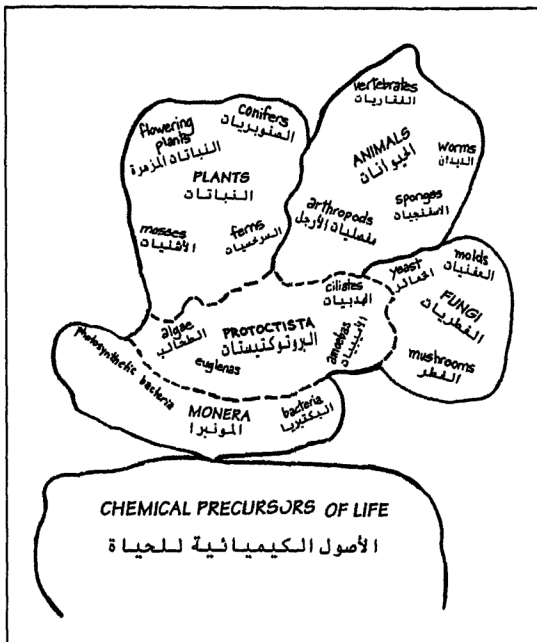 vertebrates
الفقاريات
conifers
الصنوبريات
flowering
plants
النباتات المزهرة
ANIMALS
الحيوانات
worms
الديدان
PLANTS
النباتات
sponges
الاسفنجيات
arthropods
مفصليات الأرجل
mosses
الأشنيات
ferns
السرخسيات
molds
العفنيات
yeast
الخمائر
FUNGI
الفطريات
mushrooms
الفطر
ciliates
الهدبيات
algae
الطحالب
PROTOCTISTA
البروتوكتيستات
amoebas
الأميبيات
euglenas
photosynthetic bacteria
MONERA
المونيرا
bacteria
البكتيريا
CHEMICAL PRECURSORS OF LIFE
الأصول الكيميائية للحياة